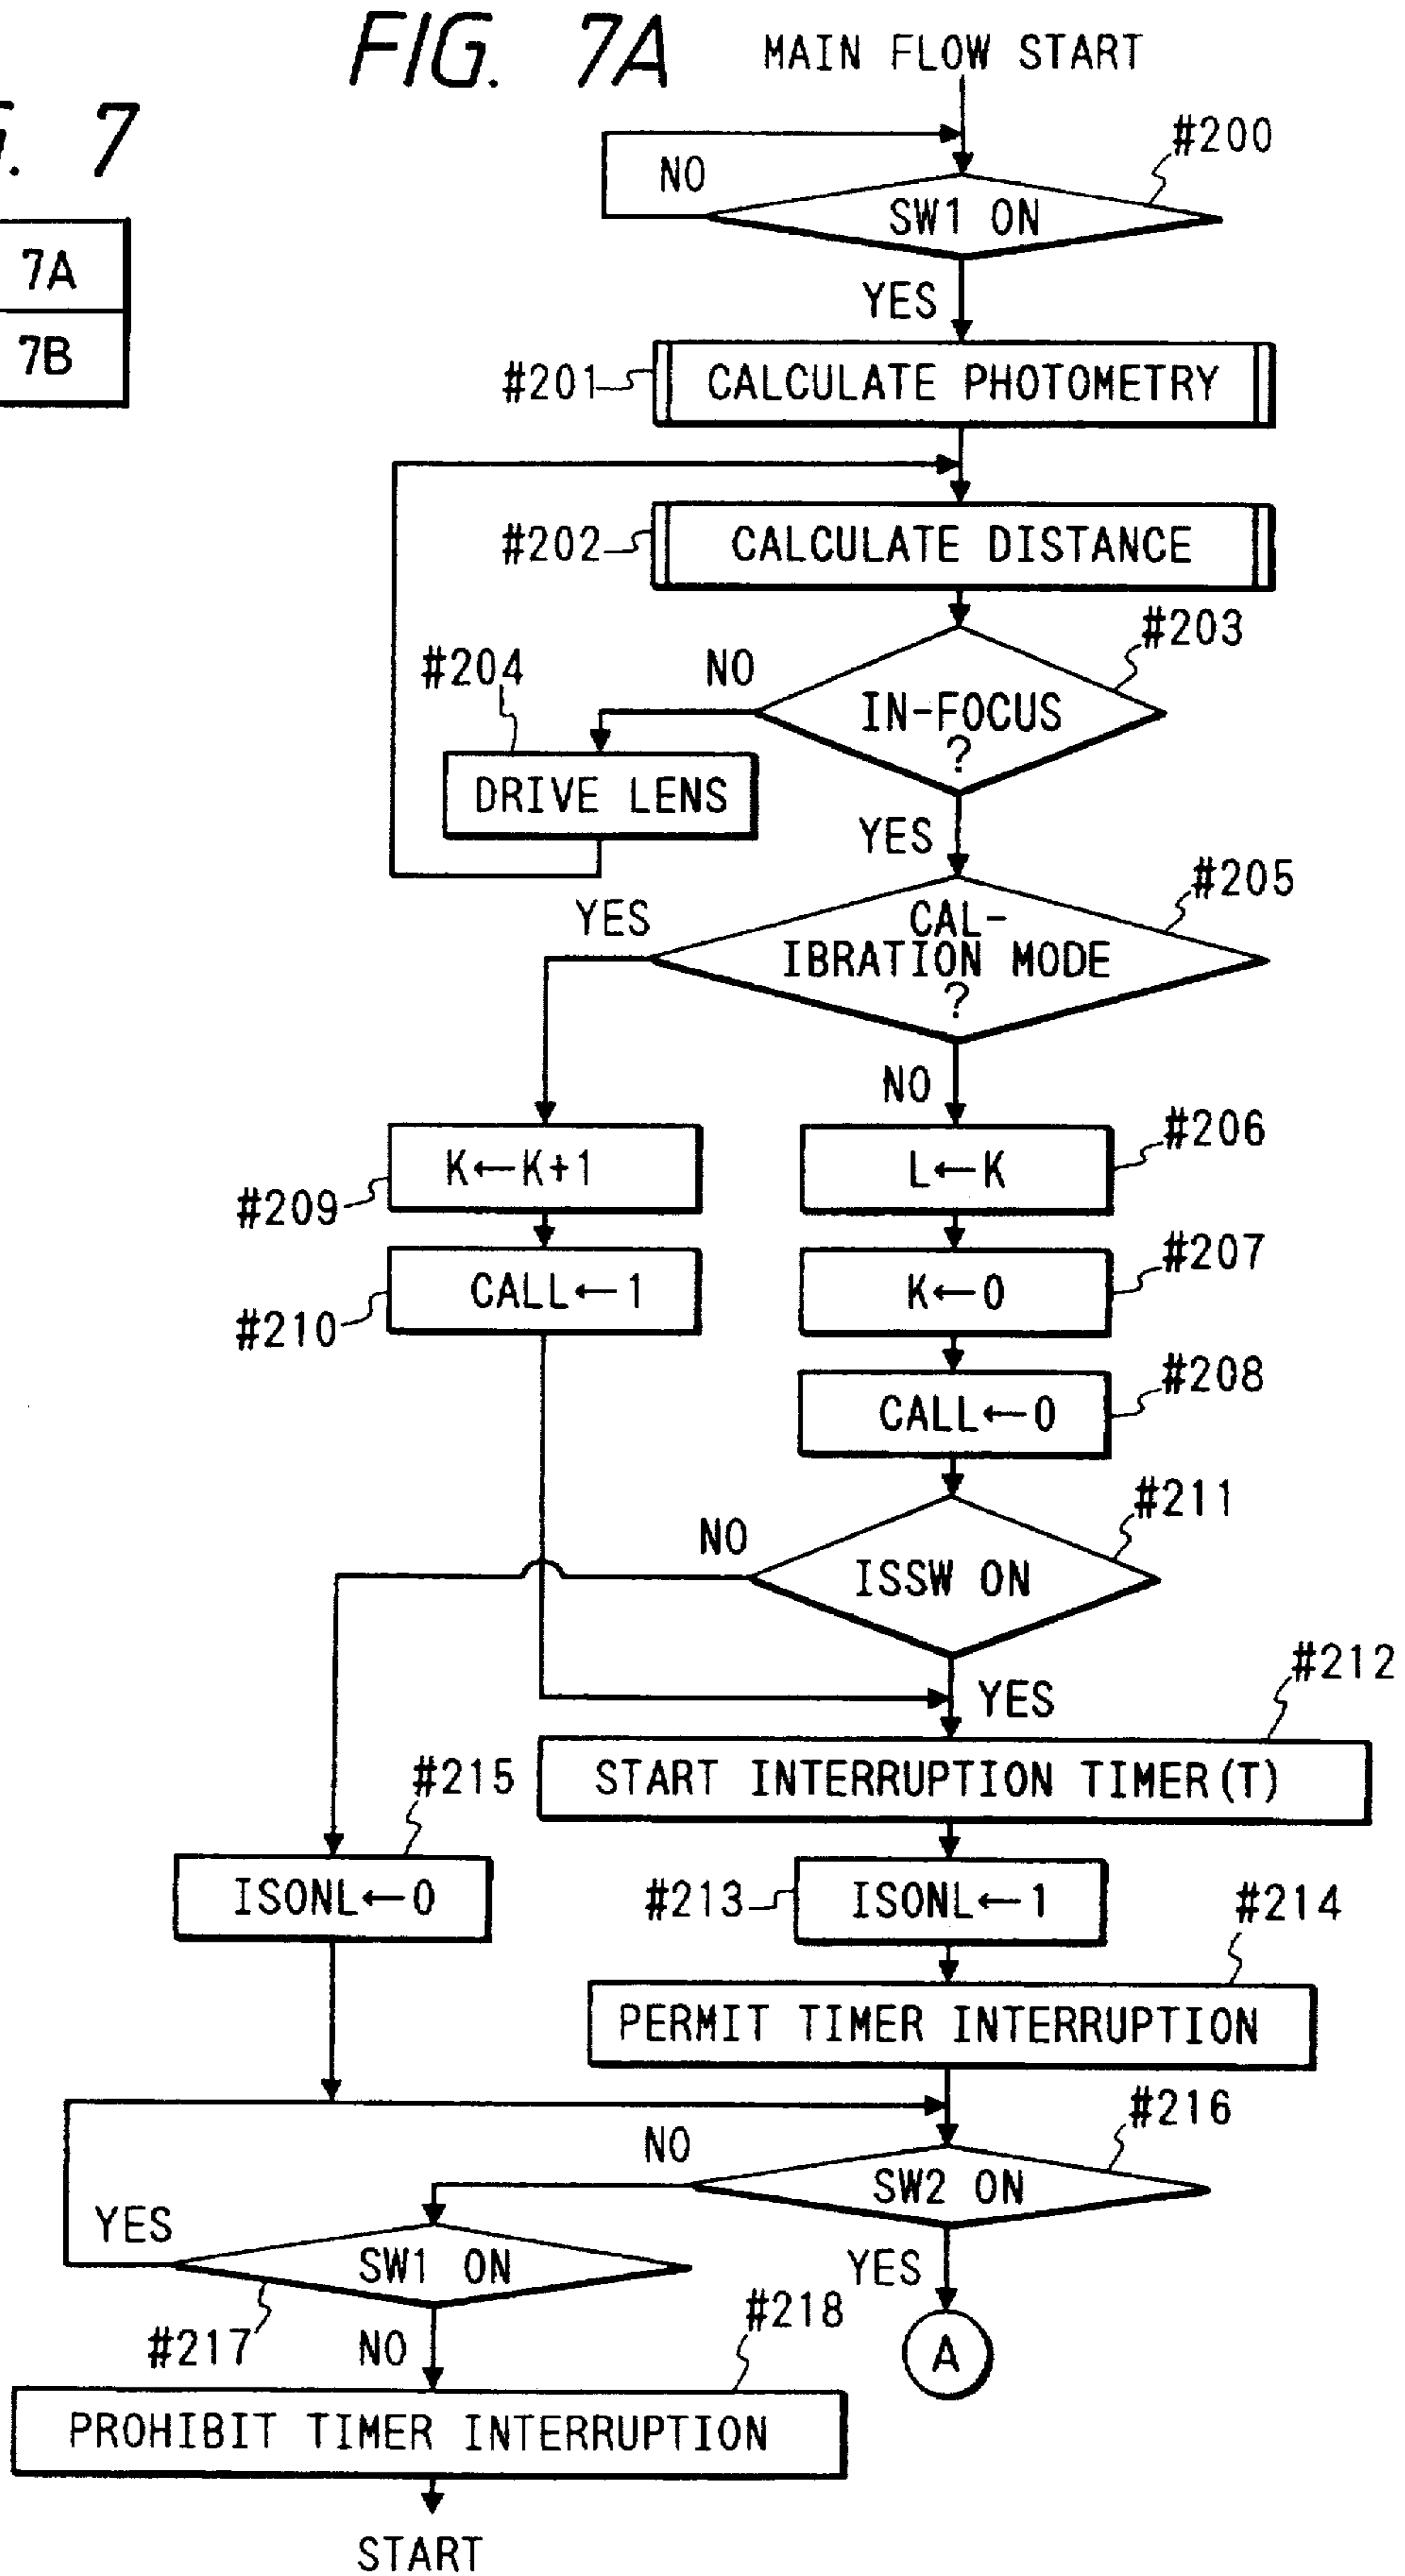 FIG. 7A
MAIN FLOW START
G. 7
7A
7B
#200
NO
SW1 ON
YES
#201
CALCULATE PHOTOMETRY
#202
CALCULATE DISTANCE
#203
NO
#204
IN-FOCUS
?
DRIVE LENS
YES
#205
YES
CAL-
IBRATION MODE
?
NO
#206
K←K+1
L←K
#209
#207
CALL←1
K←0
#210
#208
CALL←0
#211
NO
ISSW ON
#212
YES
#215
START INTERRUPTION TIMER(T)
ISONL←0
#213
ISONL←1
#214
PERMIT TIMER INTERRUPTION
#216
NO
SW2 ON
YES
SW1 ON
YES
#217
NO
#218
A
PROHIBIT TIMER INTERRUPTION
START